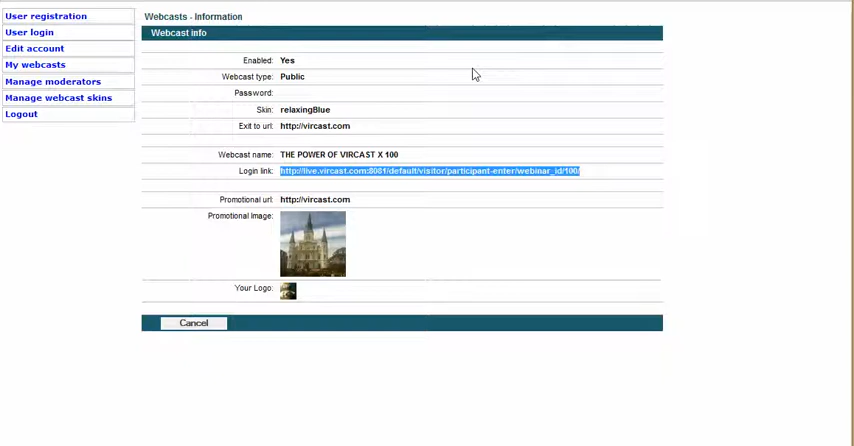 User registration
User login
Edit account
My webcasts
Manage moderators
Manage webcast skins
Logout
Webcasts - Information
Webcast info
Enabled: Yes
Webcast type: Public
Password:
Skin: relaxingBlue
Exit to url: http://vircast.com
Webcast name: THE POWER OF VIRCAST X 100
Login link: http://live.vircast.com:8081/default/visitor/participant-enter/webinar_id/100/
Promotional url: http://vircast.com
Promotional Image:
Your Logo:
Cancel